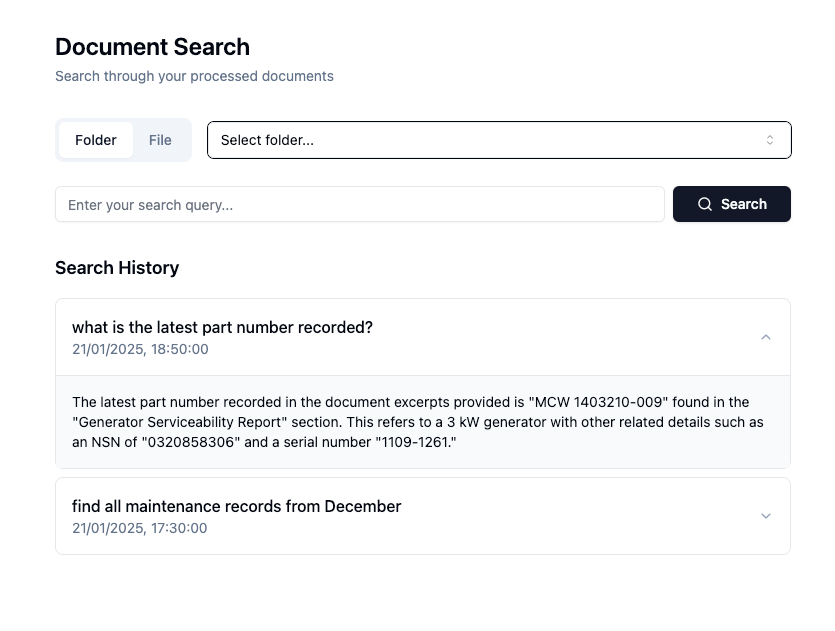 Document Search
Search through your processed documents
Folder File Select folder...
Enter your search query... Search
Search History
what is the latest part number recorded?
21/01/2025, 18:50:00
The latest part number recorded in the document excerpts provided is "MCW 1403210-009" found in the
"Generator Serviceability Report" section. This refers to a 3 kW generator with other related details such as
an NSN of "0320858306" and a serial number "1109-1261."
find all maintenance records from December
21/01/2025, 17:30:00